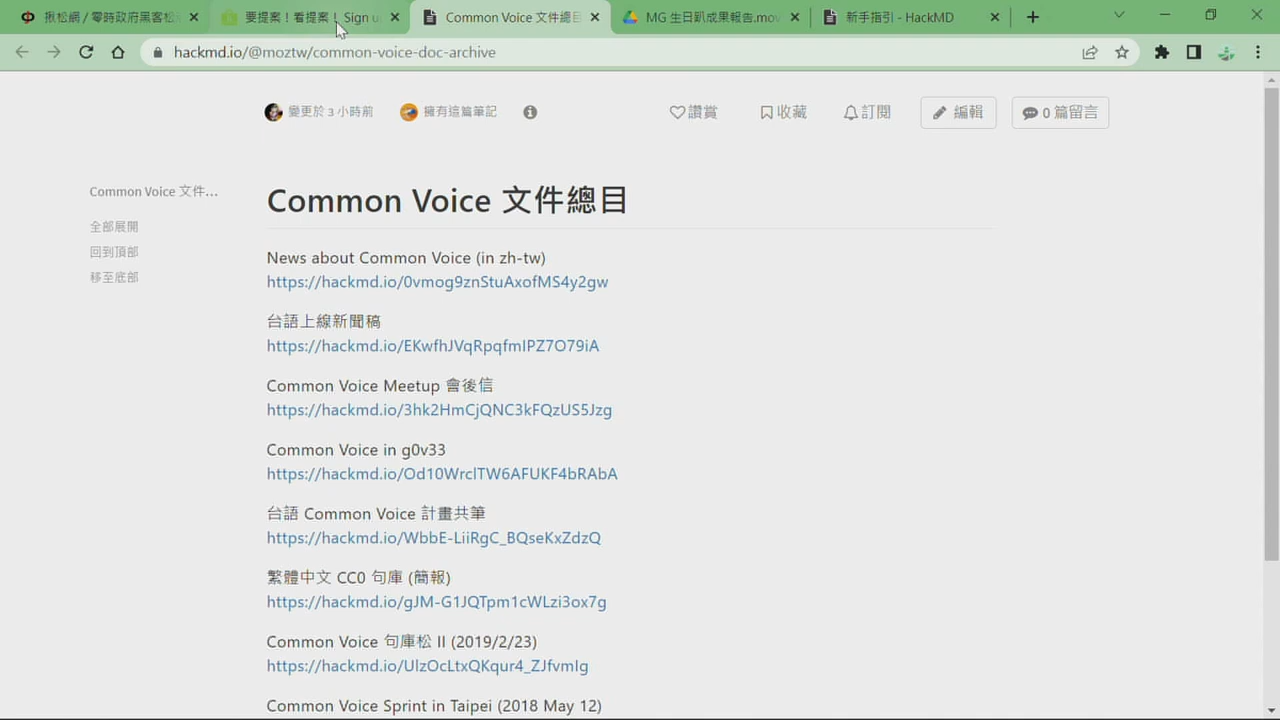 揪松網 / 零時政府黑客松
要提案！看提案！Sign u
Common Voice 文件總目
MG 生日趴成果報告.mov
新手指引 - HackMD
hackmd.io/@moztw/common-voice-doc-archive
變更於 3 小時前
擁有這篇筆記
讚賞
收藏
訂閱
編輯
0 篇留言
Common Voice 文件...
全部展開
回到頂部
移至底部
Common Voice 文件總目
News about Common Voice (in zh-tw)
https://hackmd.io/0vmog9znStuAxofMS4y2gw
台語上線新聞稿
https://hackmd.io/EKwfhJVqRpqfmIPZ7O79iA
Common Voice Meetup 會後信
https://hackmd.io/3hk2HmCjQNC3kFQzUS5Jzg
Common Voice in g0v33
https://hackmd.io/Od10WrclTW6AFUKF4bRAbA
台語 Common Voice 計畫共筆
https://hackmd.io/WbbE-LiiRgC_BQseKxZdzQ
繁體中文 CC0 句庫 (簡報)
https://hackmd.io/gJM-G1JQTpm1cWLzi3ox7g
Common Voice 句庫松 II (2019/2/23)
https://hackmd.io/UlzOcLtxQKqur4_ZJfvmIg
Common Voice Sprint in Taipei (2018 May 12)